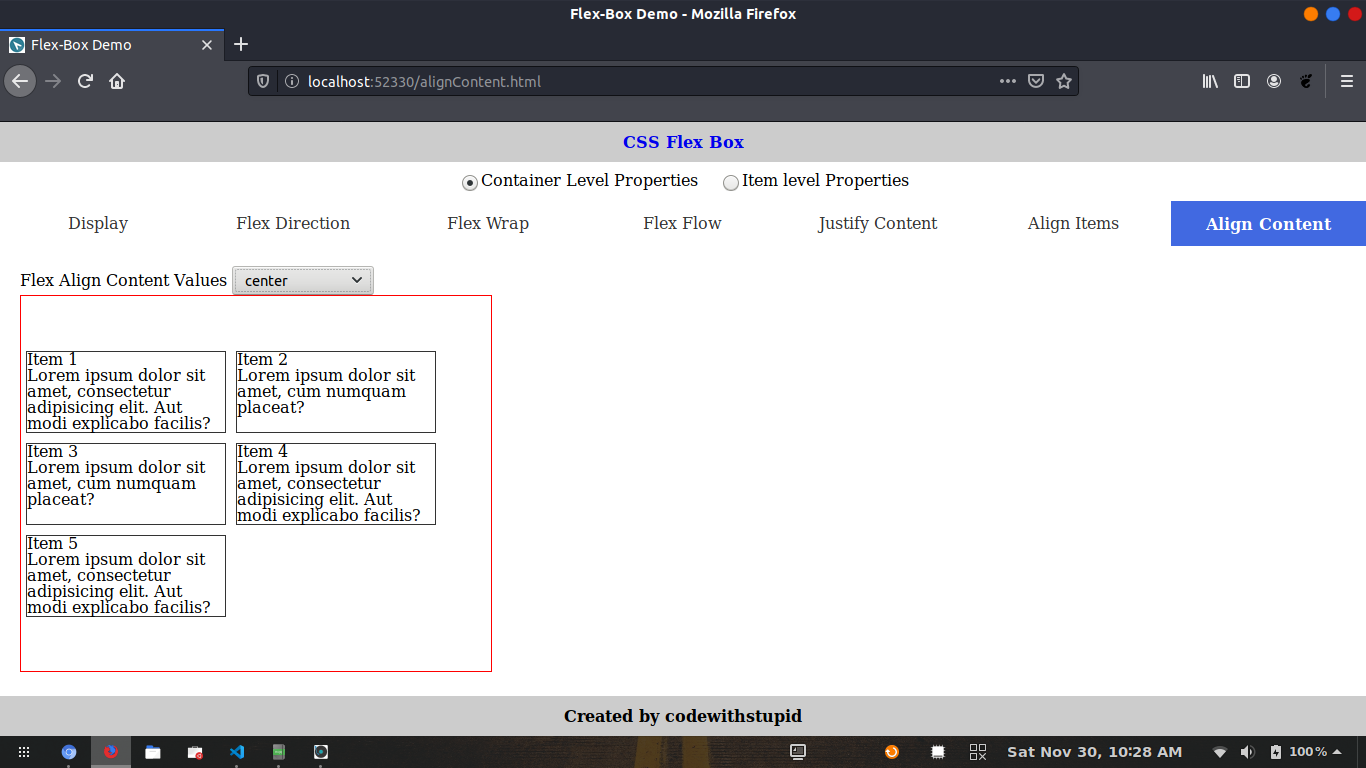 Flex-Box Demo - Mozilla Firefox
Flex-Box Demo
localhost:52330/alignContent.html
CSS Flex Box
Container Level Properties Item level Properties
Display Flex Direction Flex Wrap Flex Flow Justify Content Align Items Align Content
Flex Align Content Values center
Item 1
Lorem ipsum dolor sit
amet, consectetur
adipisicing elit. Aut
modi explicabo facilis?
Item 2
Lorem ipsum dolor sit
amet, cum numquam
placeat?
Item 3
Lorem ipsum dolor sit
amet, cum numquam
placeat?
Item 4
Lorem ipsum dolor sit
amet, consectetur
adipisicing elit. Aut
modi explicabo facilis?
Item 5
Lorem ipsum dolor sit
amet, consectetur
adipisicing elit. Aut
modi explicabo facilis?
Created by codewithstupid
Sat Nov 30, 10:28 AM 100%